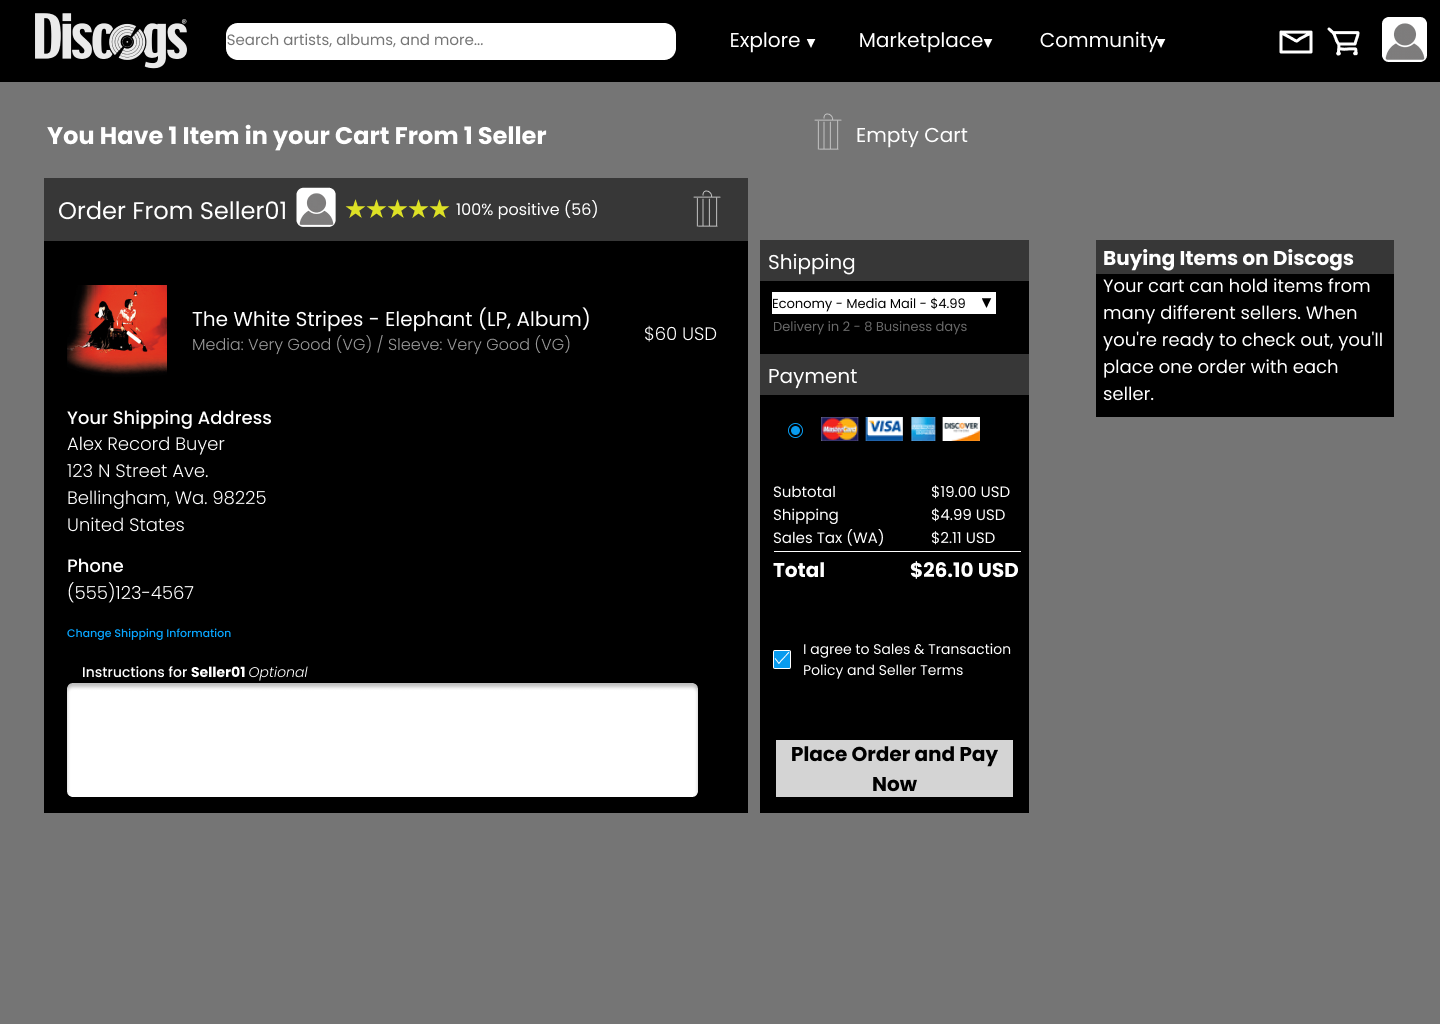 Discogs
Search artists, albums, and more...
Explore ▾
Marketplace▾
Community▾
You Have 1 Item in your Cart From 1 Seller
Empty Cart
Order From Seller01
★★★★★ 100% positive (56)
The White Stripes - Elephant (LP, Album)
Media: Very Good (VG) / Sleeve: Very Good (VG)
$60 USD
Your Shipping Address
Alex Record Buyer
123 N Street Ave.
Bellingham, Wa. 98225
United States
Phone
(555)123-4567
Change Shipping Information
Instructions for Seller01 Optional
Shipping
Economy - Media Mail - $4.99 ▼
Delivery in 2 - 8 Business days
Payment
MasterCard VISA DISCOVER
Subtotal $19.00 USD
Shipping $4.99 USD
Sales Tax (WA) $2.11 USD
Total $26.10 USD
I agree to Sales & Transaction
Policy and Seller Terms
Place Order and Pay
Now
Buying Items on Discogs
Your cart can hold items from
many different sellers. When
you're ready to check out, you'll
place one order with each
seller.